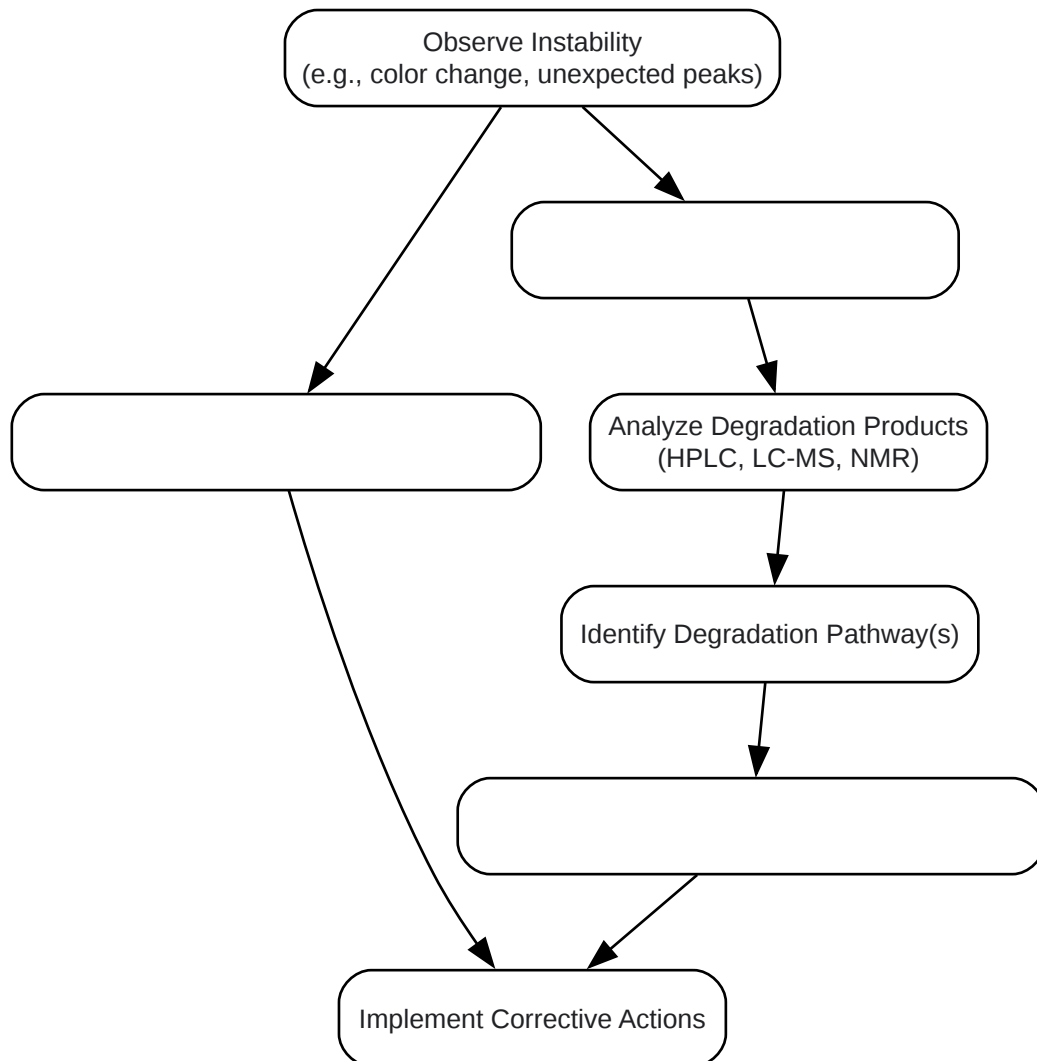 Observe Instability
(e.g., color change, unexpected peaks)
Analyze Degradation Products
(HPLC, LC-MS, NMR)
Identify Degradation Pathway(s)
Implement Corrective Actions